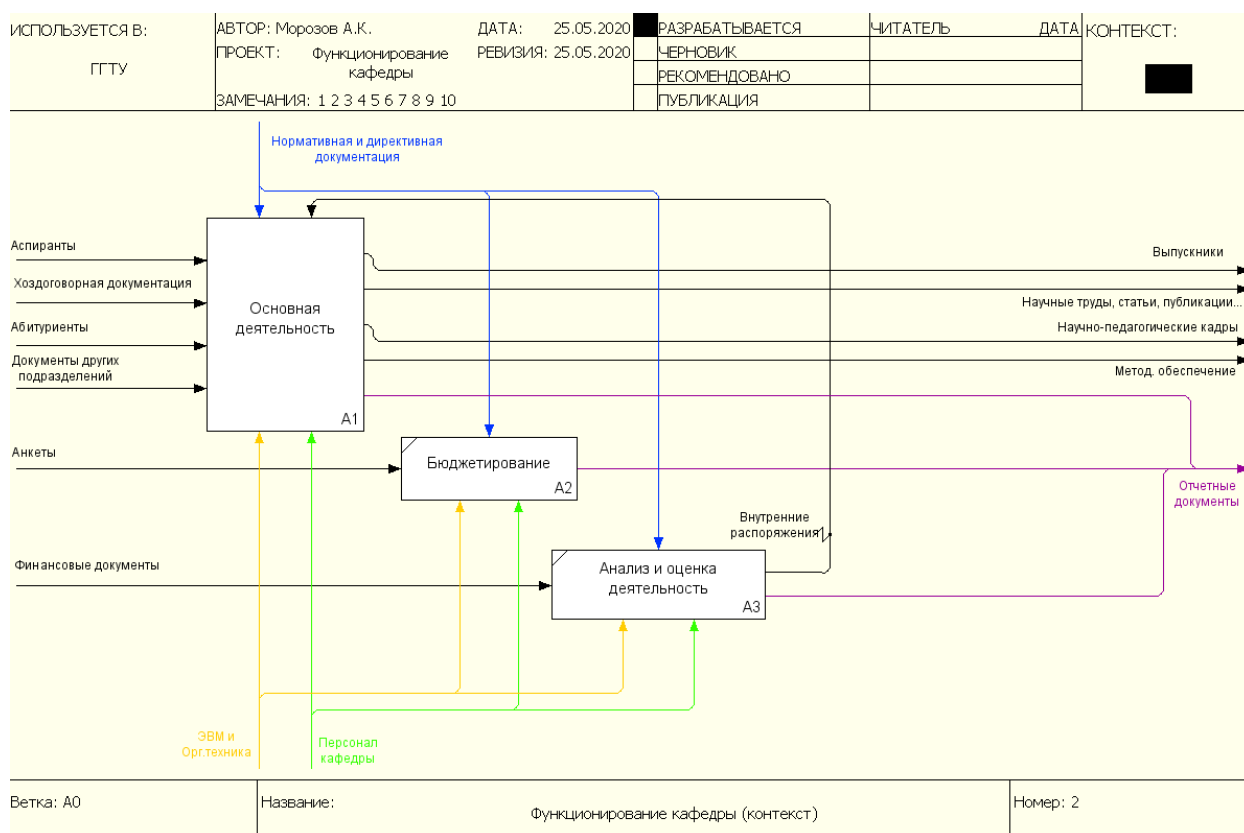 ИСПОЛЬЗУЕТСЯ В:
ГГТУ
АВТОР: Морозов А.К.
ДАТА: 25.05.2020
ПРОЕКТ: Функционирование
кафедры
РЕВИЗИЯ: 25.05.2020
ЗАМЕЧАНИЯ: 1 2 3 4 5 6 7 8 9 10
РАЗРАБАТЫВАЕТСЯ
ЧЕРНОВИК
РЕКОМЕНДОВАНО
ПУБЛИКАЦИЯ
ЧИТАТЕЛЬ
ДАТА
КОНТЕКСТ:
Нормативная и директивная
документация
Аспиранты
Хоздоговорная документация
Абитуриенты
Документы других
подразделений
Основная
деятельность
A1
Выпускники
Научные труды, статьи, публикации...
Научно-педагогические кадры
Метод. обеспечение
Анкеты
Бюджетирование
A2
Отчетные
документы
Внутренние
распоряжения
Финансовые документы
Анализ и оценка
деятельность
A3
ЭВМ и
Орг.техника
Персонал
кафедры
Ветка: A0
Название:
Функционирование кафедры (контекст)
Номер: 2